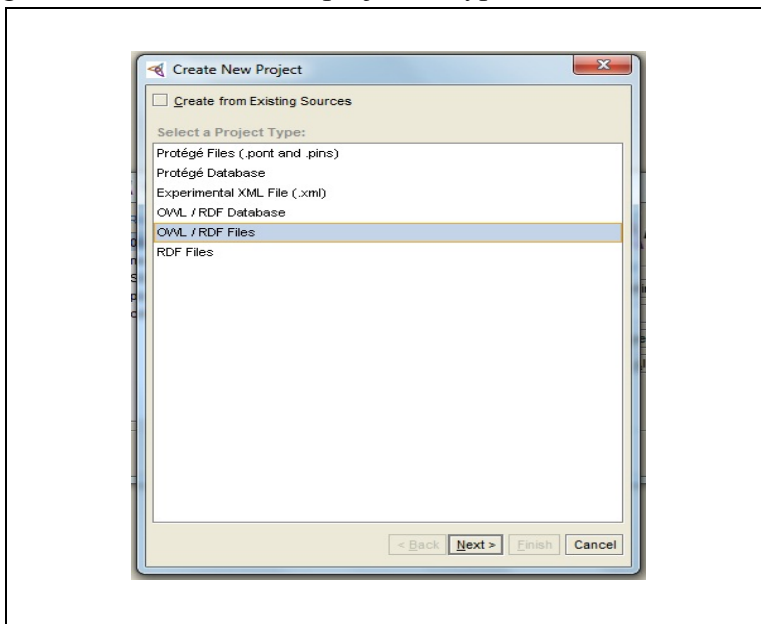 Create New Project
Create from Existing Sources
Select a Project Type:
Protégé Files (.pont and .pins)
Protégé Database
Experimental XML File (.xml)
OWL / RDF Database
OWL / RDF Files
RDF Files
< Back Next > Finish Cancel